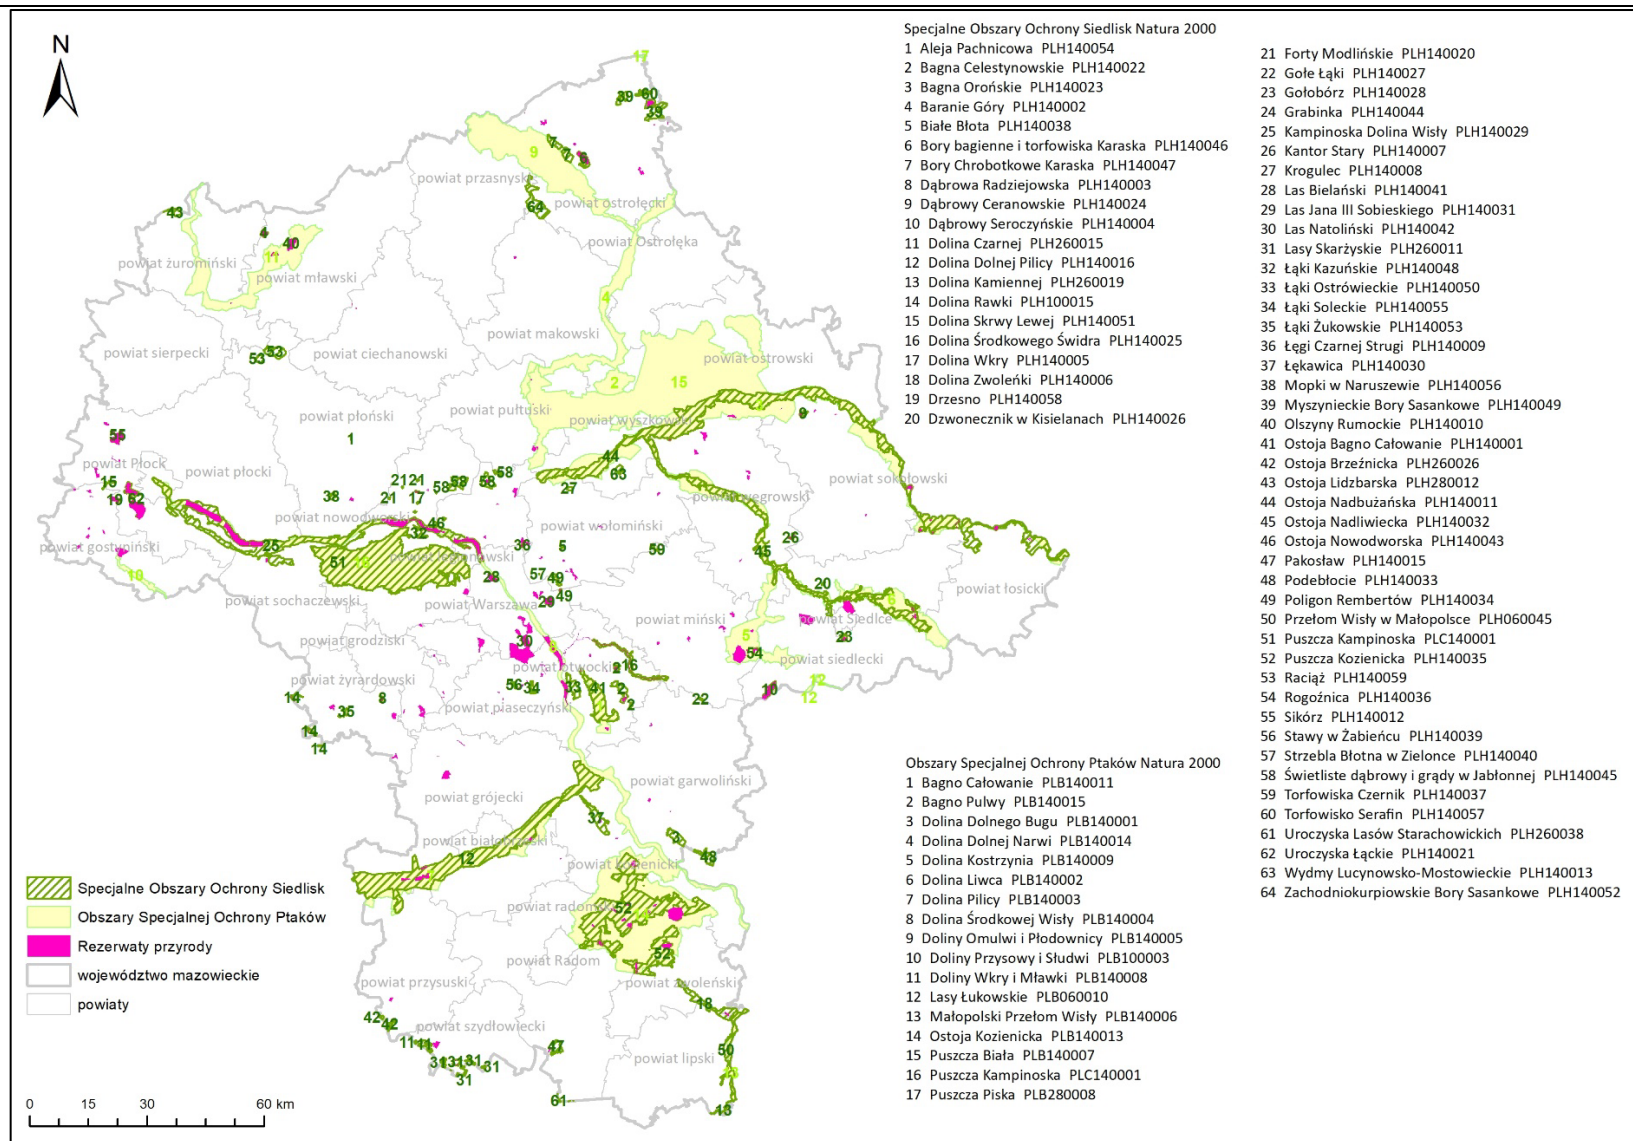 N
Specjalne Obszary Ochrony Siedlisk Natura 2000
1 Aleja Pachnicowa PLH140054
2 Bagna Celestynowskie PLH140022
3 Bagna Orońskie PLH140023
4 Baranie Góry PLH140002
5 Białe Błota PLH140038
6 Bory bagienne i torfowiska Karaska PLH140046
7 Bory Chrobotkowe Karaska PLH140047
8 Dąbrowa Radziejowska PLH140003
9 Dąbrowy Ceranowskie PLH140024
10 Dąbrowy Seroczyńskie PLH140004
11 Dolina Czarnej PLH260015
12 Dolina Dolnej Pilicy PLH140016
13 Dolina Kamiennej PLH260019
14 Dolina Rawki PLH100015
15 Dolina Skrwy Lewej PLH140051
16 Dolina Środkowego Świdra PLH140025
17 Dolina Wkry PLH140005
18 Dolina Zwoleńki PLH140006
19 Drzesno PLH140058
20 Dzwonecznik w Kisielanach PLH140026
21 Forty Modlińskie PLH140020
22 Gołe Łąki PLH140027
23 Gołobórz PLH140028
24 Grabinka PLH140044
25 Kampinoska Dolina Wisły PLH140029
26 Kantor Stary PLH140007
27 Krogulec PLH140008
28 Las Bielański PLH140041
29 Las Jana III Sobieskiego PLH140031
30 Las Natoliński PLH140042
31 Lasy Skarżyskie PLH260011
32 Łąki Kazuńskie PLH140048
33 Łąki Ostrówieckie PLH140050
34 Łąki Soleckie PLH140055
35 Łąki Żukowskie PLH140053
36 Łęgi Czarnej Strugi PLH140009
37 Łękawica PLH140030
38 Mopki w Naruszewie PLH140056
39 Myszynieckie Bory Sasankowe PLH140049
40 Olszyny Rumockie PLH140010
41 Ostoja Bagno Całowanie PLH140001
42 Ostoja Brzeźnicka PLH260026
43 Ostoja Lidzbarska PLH280012
44 Ostoja Nadbużańska PLH140011
45 Ostoja Nadliwiecka PLH140032
46 Ostoja Nowodworska PLH140043
47 Pakosław PLH140015
48 Podebłocie PLH140033
49 Poligon Rembertów PLH140034
50 Przełom Wisły w Małopolsce PLH060045
51 Puszcza Kampinoska PLC140001
52 Puszcza Kozienicka PLH140035
53 Raciąż PLH140059
54 Rogoźnica PLH140036
55 Sikórz PLH140012
56 Stawy w Żabieńcu PLH140039
57 Strzebla Błotna w Zielonce PLH140040
58 Świetliste dąbrowy i grądy w Jabłonnej PLH140045
59 Torfowiska Czernik PLH140037
60 Torfowisko Serafin PLH140057
61 Uroczyska Lasów Starachowickich PLH260038
62 Uroczyska Łąckie PLH140021
63 Wydmy Lucynowsko-Mostowieckie PLH140013
64 Zachodniokurpiowskie Bory Sasankowe PLH140052
Obszary Specjalnej Ochrony Ptaków Natura 2000
1 Bagno Całowanie PLB140011
2 Bagno Pulwy PLB140015
3 Dolina Dolnego Bugu PLB140001
4 Dolina Dolnej Narwi PLB140014
5 Dolina Kostrzynia PLB140009
6 Dolina Liwca PLB140002
7 Dolina Pilicy PLB140003
8 Dolina Środkowej Wisły PLB140004
9 Doliny Omulwi i Płodownicy PLB140005
10 Doliny Przysowy i Słudwi PLB100003
11 Doliny Wkry i Mławki PLB140008
12 Lasy Łukowskie PLB060010
13 Małopolski Przełom Wisły PLB140006
14 Ostoja Kozienicka PLB140013
15 Puszcza Biała PLB140007
16 Puszcza Kampinoska PLC140001
17 Puszcza Piska PLB280008
powiat przasnyski
powiat ostrołęcki
powiat Ostrołęka
powiat żuromiński
powiat mławski
powiat makowski
powiat sierpecki
powiat ciechanowski
powiat ostrowski
powiat płoński
powiat pułtuski
powiat wyszkowski
powiat Płock
powiat płocki
powiat sokołowski
powiat węgrowski
powiat nowodworski
powiat wołomiński
powiat gostyniński
powiat legionowski
powiat łosicki
powiat sochaczewski
powiat Warszawa
powiat miński
powiat Siedlce
powiat grodziski
powiat siedlecki
powiat otwocki
powiat żyrardowski
powiat piaseczyński
powiat garwoliński
powiat grójecki
powiat białobrzeski
powiat kozienicki
powiat radomski
powiat Radom
powiat przysuski
powiat zwoleński
powiat szydłowiecki
powiat lipski
Specjalne Obszary Ochrony Siedlisk
Obszary Specjalnej Ochrony Ptaków
Rezerwaty przyrody
województwo mazowieckie
powiaty
0 15 30 60 km